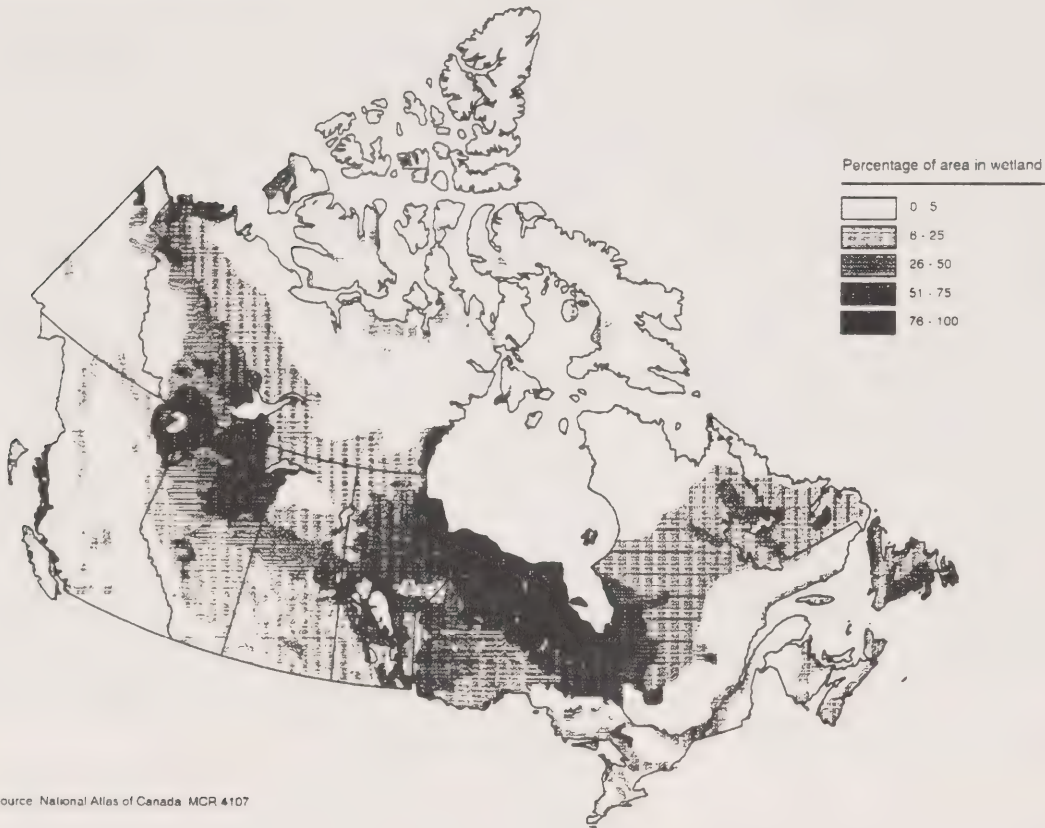 Percentage of area in wetland
0 5
6 - 25
26 - 50
51 - 75
76 - 100
ource National Atlas of Canada MCR 4107